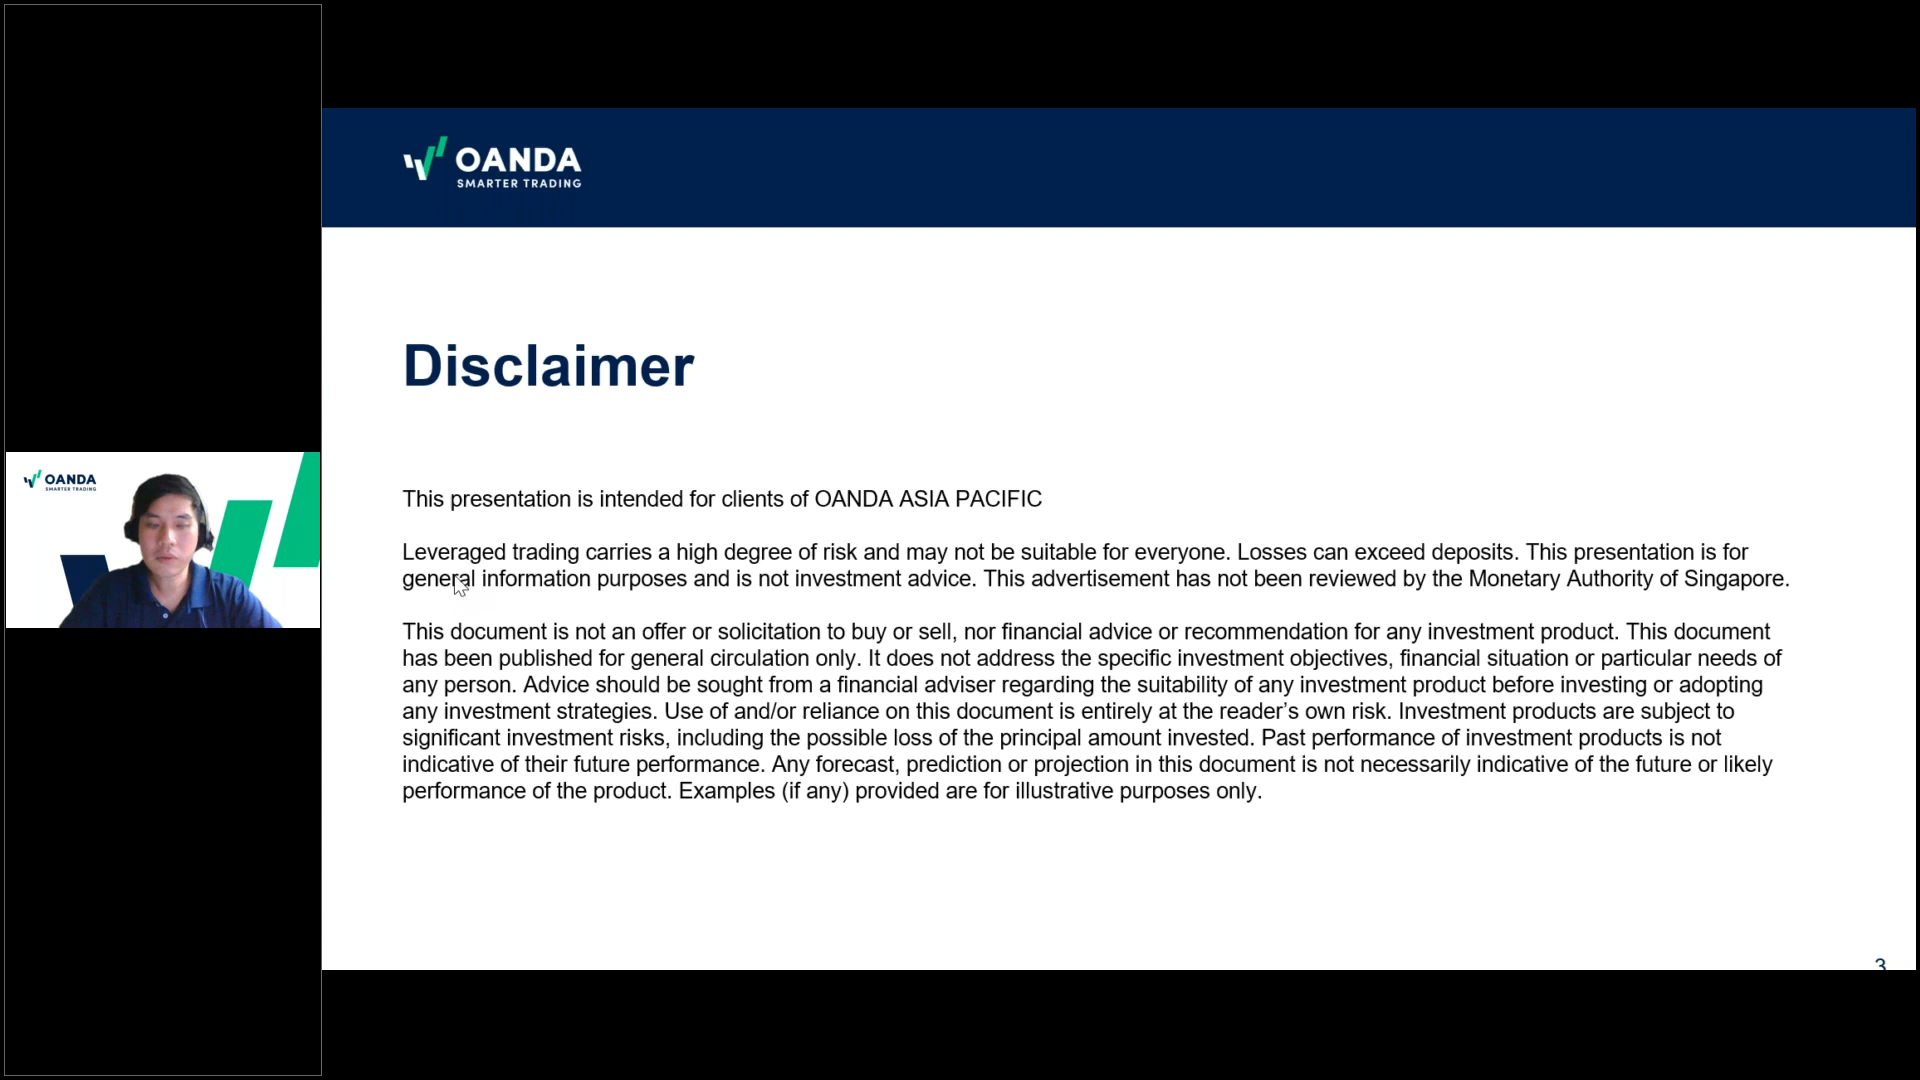 OANDA
SMARTER TRADING
Disclaimer
OANDA
SMARTER TRADING
This presentation is intended for clients of OANDA ASIA PACIFIC
Leveraged trading carries a high degree of risk and may not be suitable for everyone. Losses can exceed deposits. This presentation is for
general information purposes and is not investment advice. This advertisement has not been reviewed by the Monetary Authority of Singapore.
This document is not an offer or solicitation to buy or sell, nor financial advice or recommendation for any investment product. This document
has been published for general circulation only. It does not address the specific investment objectives, financial situation or particular needs of
any person. Advice should be sought from a financial adviser regarding the suitability of any investment product before investing or adopting
any investment strategies. Use of and/or reliance on this document is entirely at the reader’s own risk. Investment products are subject to
significant investment risks, including the possible loss of the principal amount invested. Past performance of investment products is not
indicative of their future performance. Any forecast, prediction or projection in this document is not necessarily indicative of the future or likely
performance of the product. Examples (if any) provided are for illustrative purposes only.
3